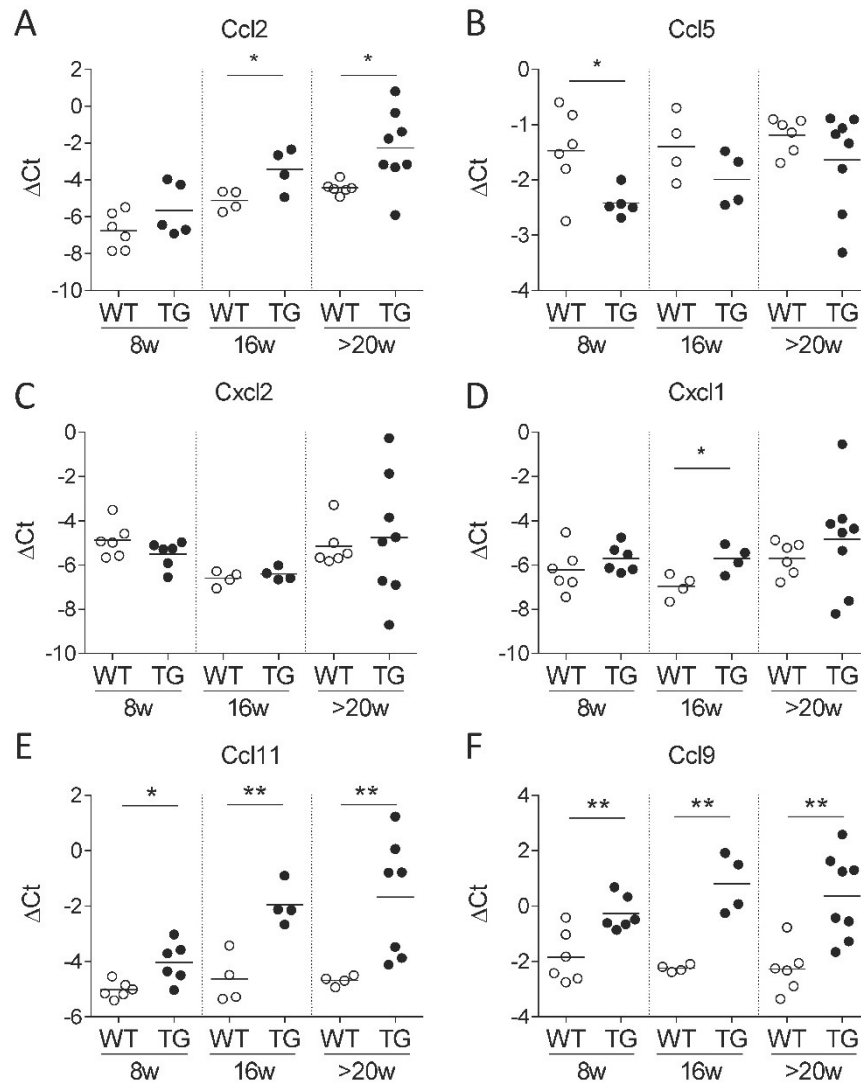 A
Ccl2
*
*
ΔCt
2
0
-2
-4
-6
-8
-10
WT TG WT TG WT TG
8w 16w >20w
B
Ccl5
*
ΔCt
0
-1
-2
-3
-4
WT TG WT TG WT TG
8w 16w >20w
C
Cxcl2
ΔCt
0
-2
-4
-6
-8
-10
WT TG WT TG WT TG
8w 16w >20w
D
Cxcl1
*
ΔCt
0
-2
-4
-6
-8
-10
WT TG WT TG WT TG
8w 16w >20w
E
Ccl11
* ** **
ΔCt
2
0
-2
-4
-6
WT TG WT TG WT TG
8w 16w >20w
F
Ccl9
** ** **
ΔCt
4
2
0
-2
-4
WT TG WT TG WT TG
8w 16w >20w